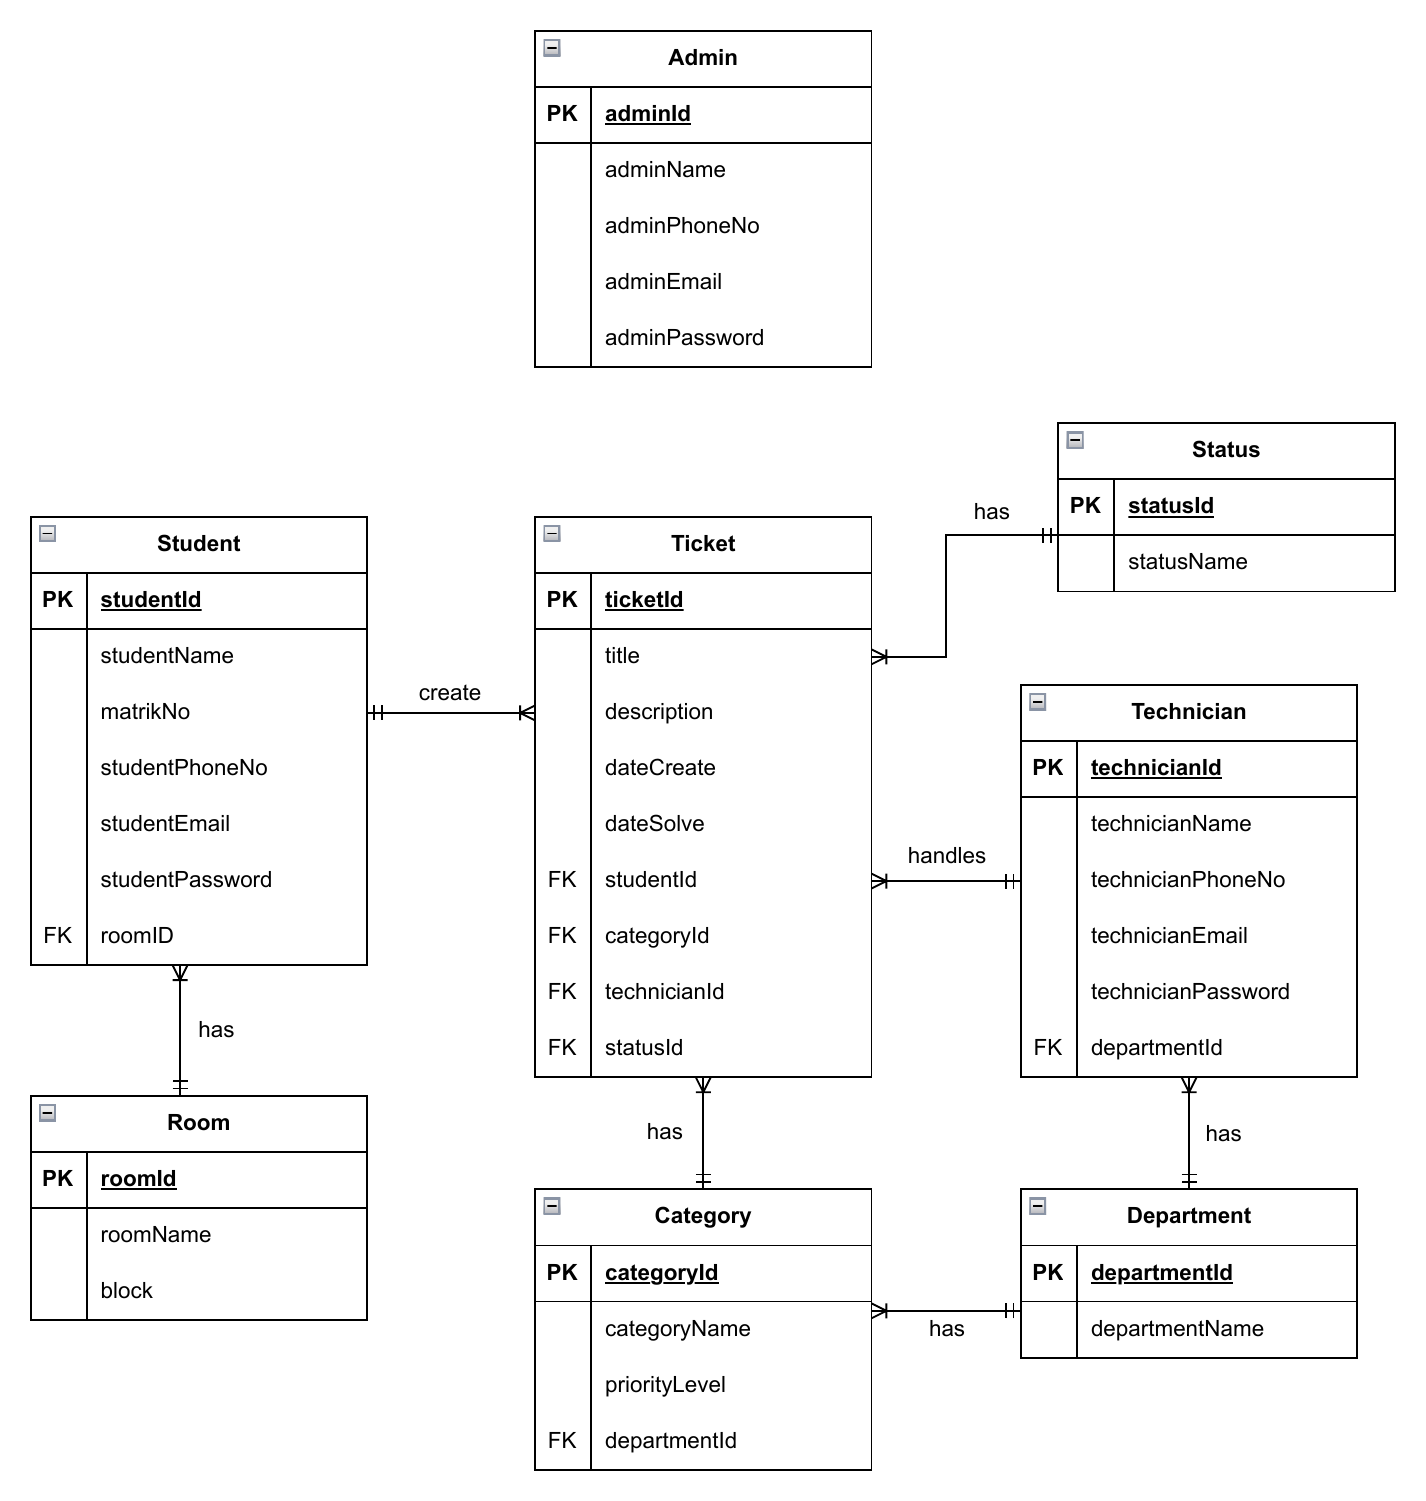 Admin
PK adminId
adminName
adminPhoneNo
adminEmail
adminPassword
Status
PK statusId
statusName
has
Student
PK studentId
studentName
matrikNo
studentPhoneNo
studentEmail
studentPassword
FK roomID
create
Ticket
PK ticketId
title
description
dateCreate
dateSolve
FK studentId
FK categoryId
FK technicianId
FK statusId
handles
Technician
PK technicianId
technicianName
technicianPhoneNo
technicianEmail
technicianPassword
FK departmentId
has
Room
PK roomId
roomName
block
has
Category
PK categoryId
categoryName
priorityLevel
FK departmentId
has
has
Department
PK departmentId
departmentName